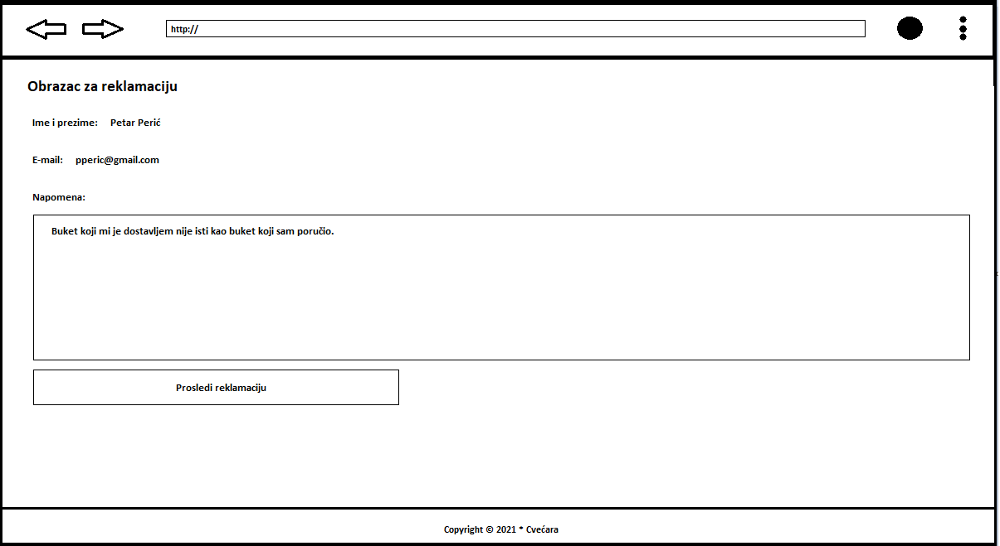 http://
Obrazac za reklamaciju
Ime i prezime: Petar Perić
E-mail: pperic@gmail.com
Napomena:
Buket koji mi je dostavljem nije isti kao buket koji sam poručio.
Prosledi reklamaciju
Copyright © 2021 * Cvećara